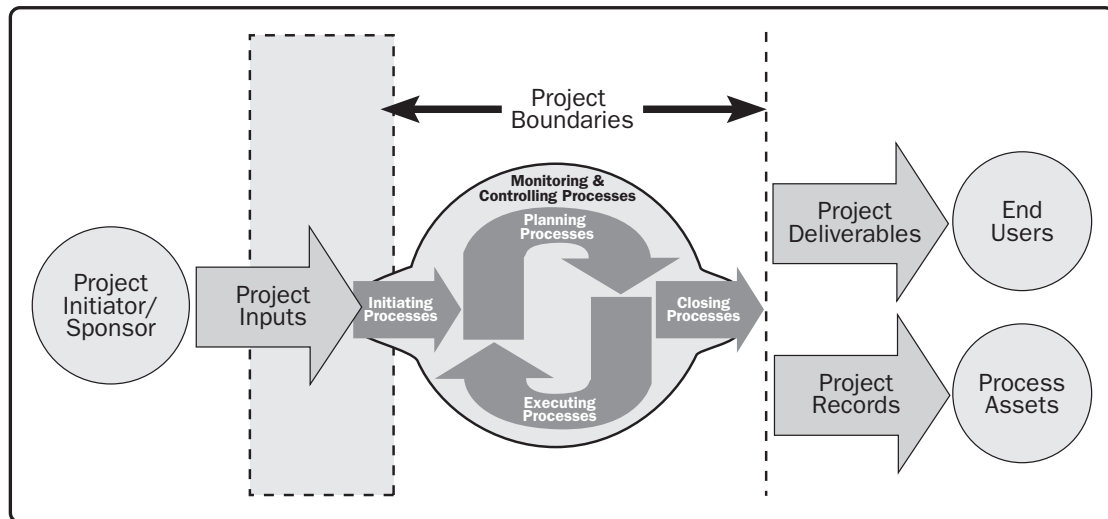 Project
Boundaries
Monitoring &
Controlling Processes
Planning
Processes
Project
Initiator/
Sponsor
Project
Inputs
Initiating
Processes
Closing
Processes
Executing
Processes
Project
Deliverables
End
Users
Project
Records
Process
Assets